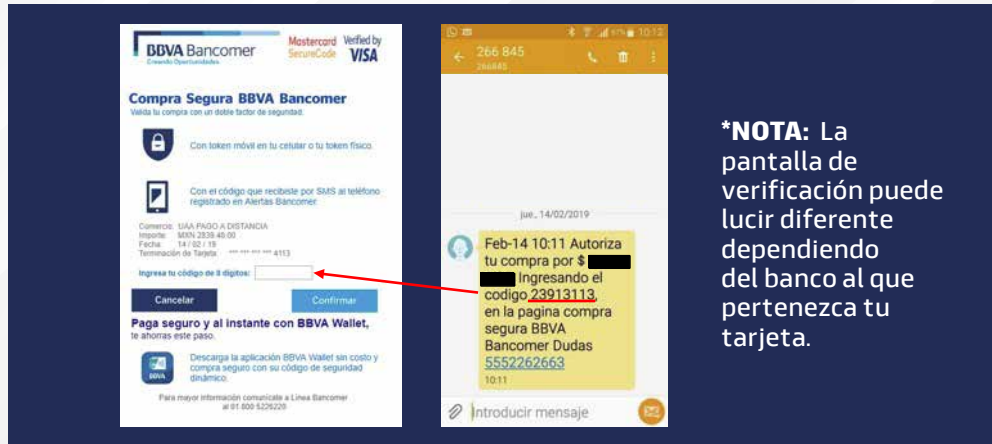 BBVA Bancomer
Creando Oportunidades
Mastercard
SecureCode
Verified by
VISA
Compra Segura BBVA Bancomer
Valida tu compra con un doble factor de seguridad.
Con token móvil en tu celular o tu token físico
Con el código que recibiste por SMS al teléfono
registrado en Alertas Bancomer
Comercio: UAA PAGO A DISTANCIA
Importe: MXN 2839.40.00
Fecha: 14 / 02 / 19
Terminación de Tarjeta: *** *** *** *** 4113
Ingresa tu código de 8 dígitos:
Cancelar
Confirmar
Paga seguro y al instante con BBVA Wallet,
te ahorras este paso.
BBVA
Descarga la aplicación BBVA Wallet sin costo y
compra seguro con su código de seguridad
dinámico.
Para mayor información comunícate a Línea Bancomer
al 01 800 5226220
10:12
266 845
266845
jue., 14/02/2019
Feb-14 10:11 Autoriza
tu compra por $
Ingresando el
codigo 23913113,
en la pagina compra
segura BBVA
Bancomer Dudas
5552262663
10:11
Introducir mensaje
*NOTA: La
pantalla de
verificación puede
lucir diferente
dependiendo
del banco al que
pertenezca tu
tarjeta.